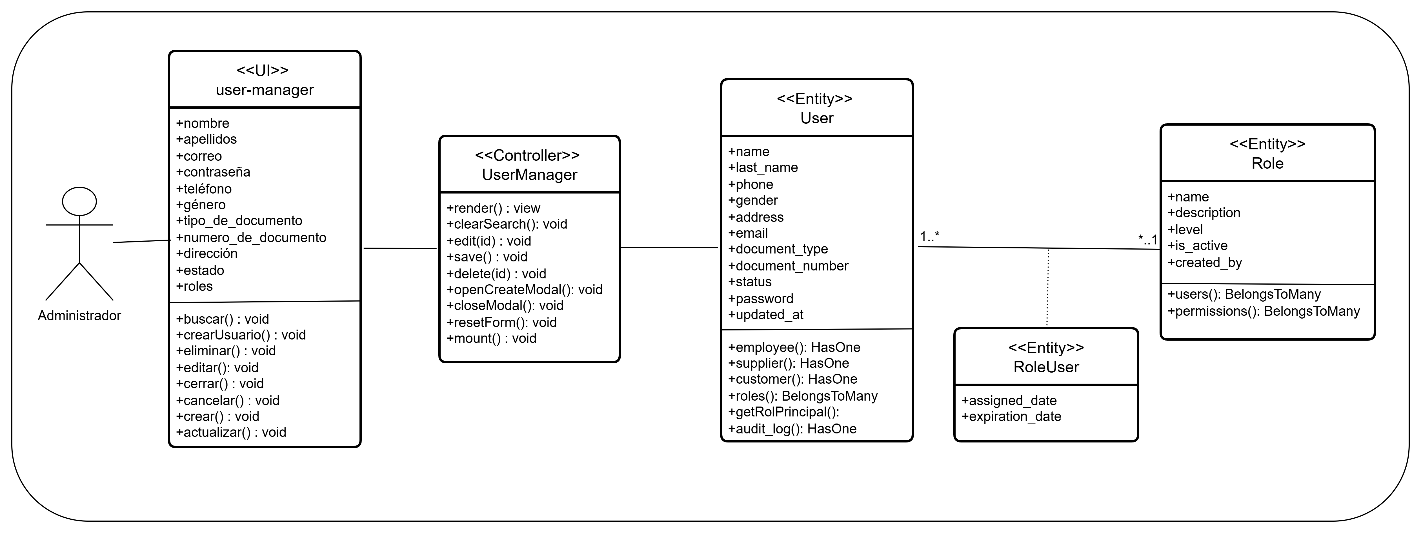 Administrador
<<UI>>
user-manager
+nombre
+apellidos
+correo
+contraseña
+teléfono
+género
+tipo_de_documento
+numero_de_documento
+dirección
+estado
+roles
+buscar() : void
+crearUsuario() : void
+eliminar() : void
+editar(): void
+cerrar() : void
+cancelar() : void
+crear() : void
+actualizar() : void
<<Controller>>
UserManager
+render() : view
+clearSearch(): void
+edit(id) : void
+save() : void
+delete(id) : void
+openCreateModal(): void
+closeModal(): void
+resetForm(): void
+mount() : void
<<Entity>>
User
+name
+last_name
+phone
+gender
+address
+email
+document_type
+document_number
+status
+password
+updated_at
+employee(): HasOne
+supplier(): HasOne
+customer(): HasOne
+roles(): BelongsToMany
+getRolPrincipal():
+audit_log(): HasOne
1..*
*..1
<<Entity>>
RoleUser
+assigned_date
+expiration_date
<<Entity>>
Role
+name
+description
+level
+is_active
+created_by
+users(): BelongsToMany
+permissions(): BelongsToMany